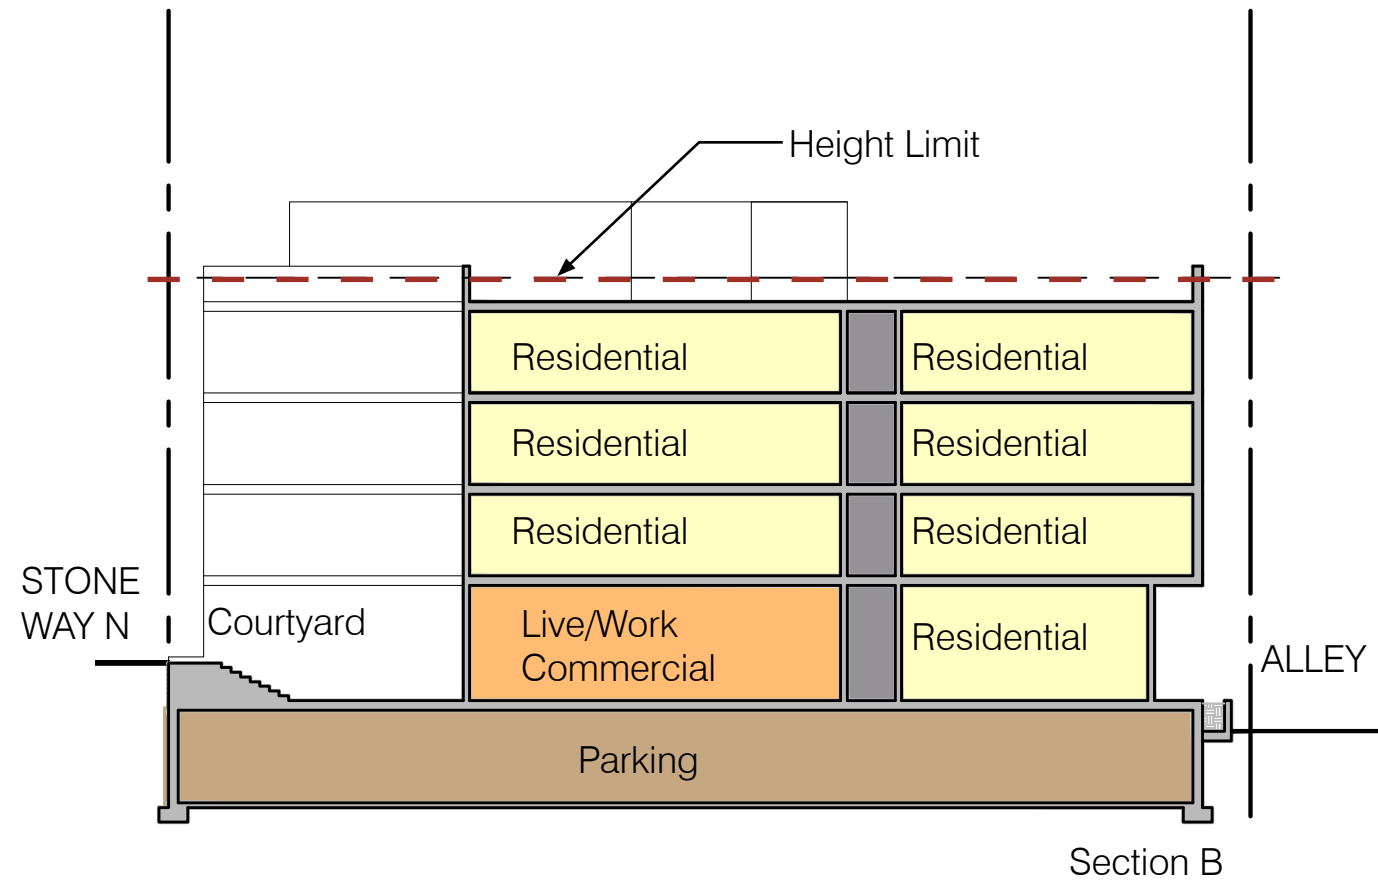 Height Limit
Residential
Residential
Residential
Residential
Residential
Residential
STONE
WAY N
Courtyard
Live/Work
Commercial
Residential
ALLEY
Parking
Section B